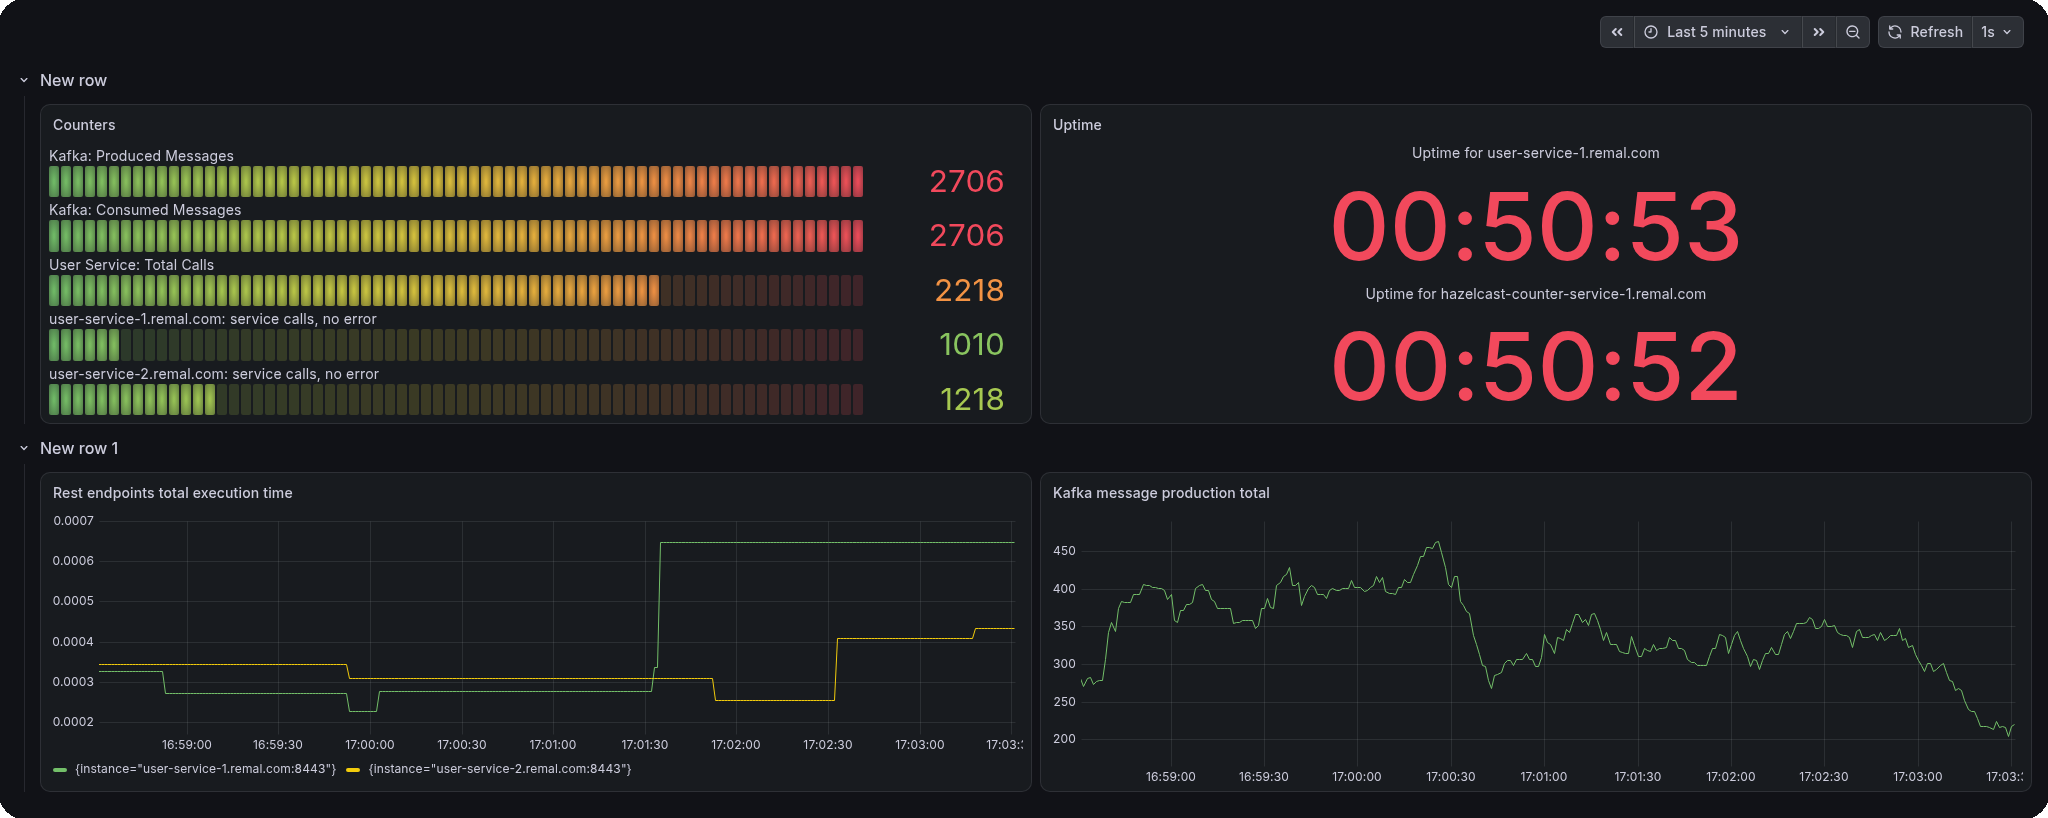 Last 5 minutes Refresh 1s
New row
Counters
Kafka: Produced Messages
2706
Kafka: Consumed Messages
2706
User Service: Total Calls
2218
user-service-1.remal.com: service calls, no error
1010
user-service-2.remal.com: service calls, no error
1218
Uptime
Uptime for user-service-1.remal.com
00:50:53
Uptime for hazelcast-counter-service-1.remal.com
00:50:52
New row 1
Rest endpoints total execution time
0.0007
0.0006
0.0005
0.0004
0.0003
0.0002
16:59:00 16:59:30 17:00:00 17:00:30 17:01:00 17:01:30 17:02:00 17:02:30 17:03:00 17:03:
{instance="user-service-1.remal.com:8443"} {instance="user-service-2.remal.com:8443"}
Kafka message production total
450
400
350
300
250
200
16:59:00 16:59:30 17:00:00 17:00:30 17:01:00 17:01:30 17:02:00 17:02:30 17:03:00 17:03: